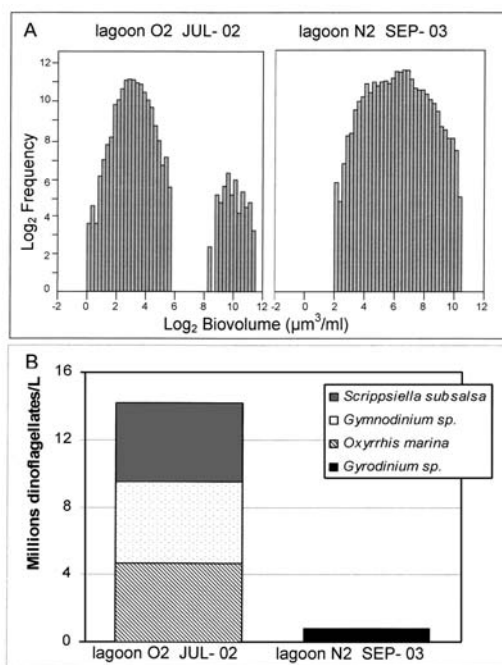 A
lagoon O2 JUL- 02
lagoon N2 SEP- 03
Log2 Frequency
12
10
8
6
4
2
0
-2 0 2 4 6 8 10 12 14
-2 0 2 4 6 8 10 12
Log2 Biovolume (µm³/ml)
B
Millions dinoflagellates/L
16
12
8
4
0
Scrippsiella subsalsa
Gymnodinium sp.
Oxyrrhis marina
Gyrodinium sp.
lagoon O2 JUL- 02
lagoon N2 SEP- 03